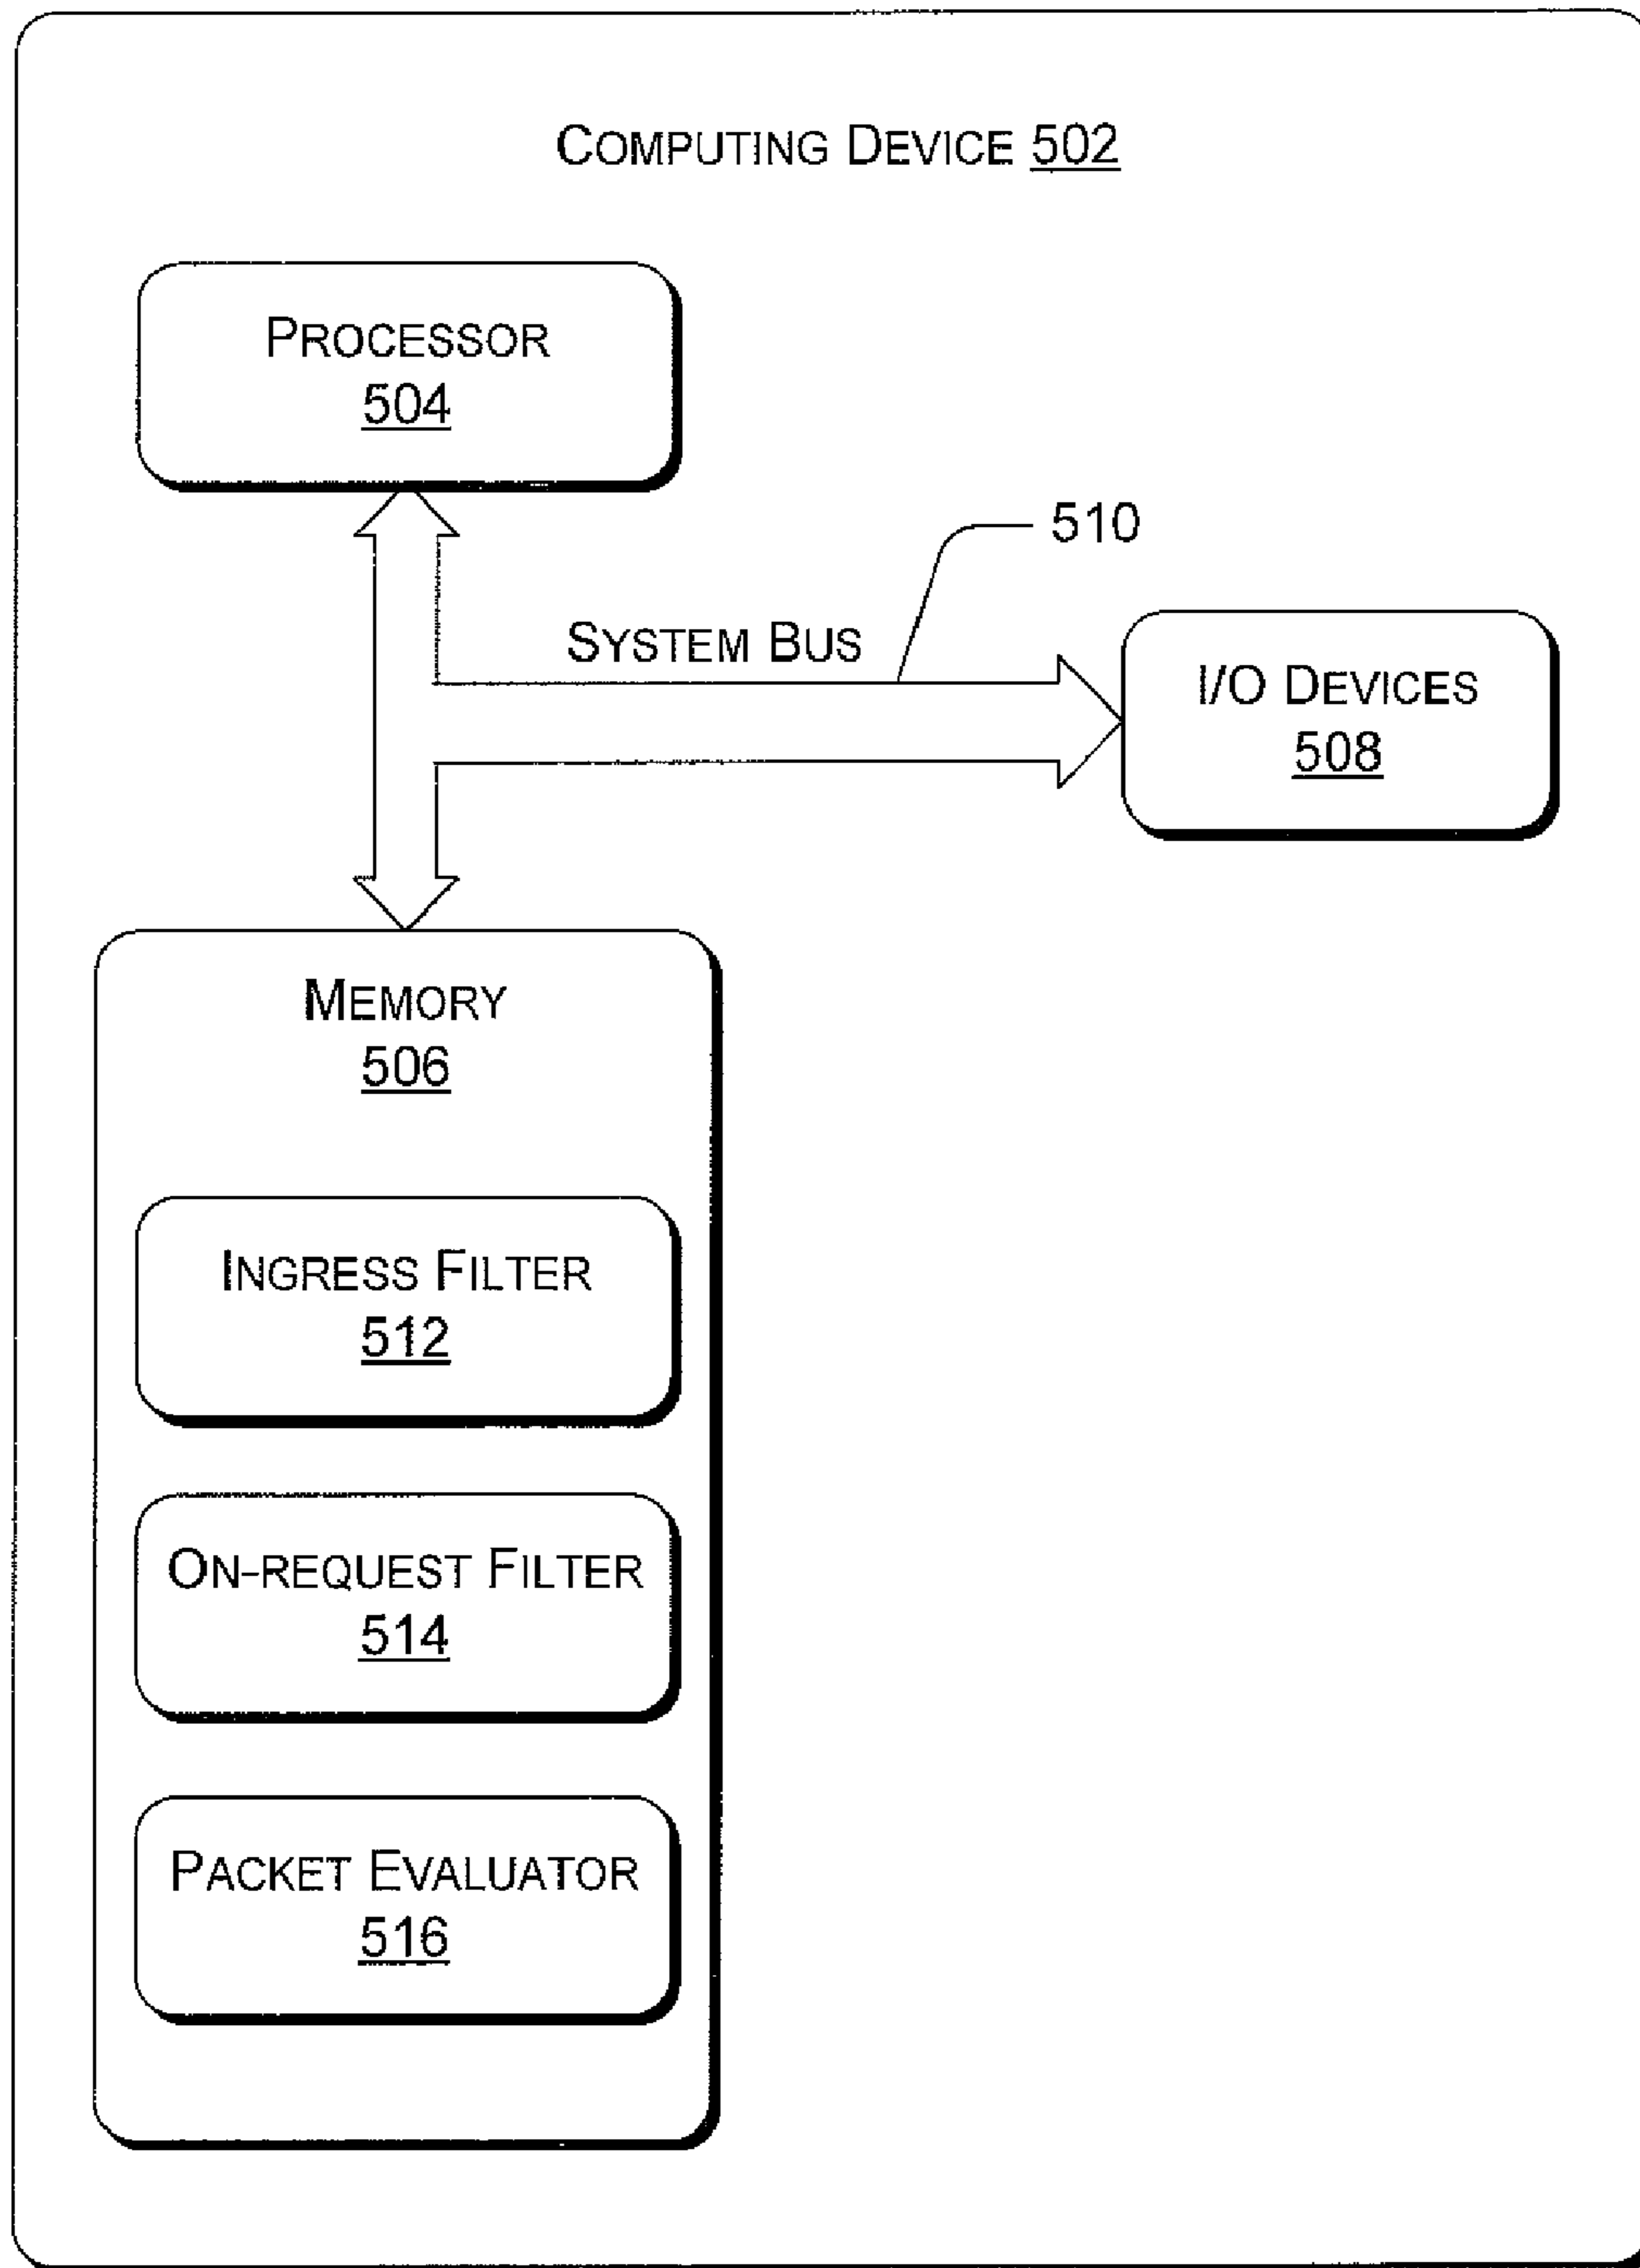 COMPUTING DEVICE 502
PROCESSOR
504
510
SYSTEM BUS
I/O DEVICES
508
MEMORY
506
INGRESS FILTER
512
ON-REQUEST FILTER
514
PACKET EVALUATOR
516